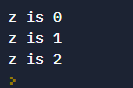 z is 0
z is 1
z is 2
>